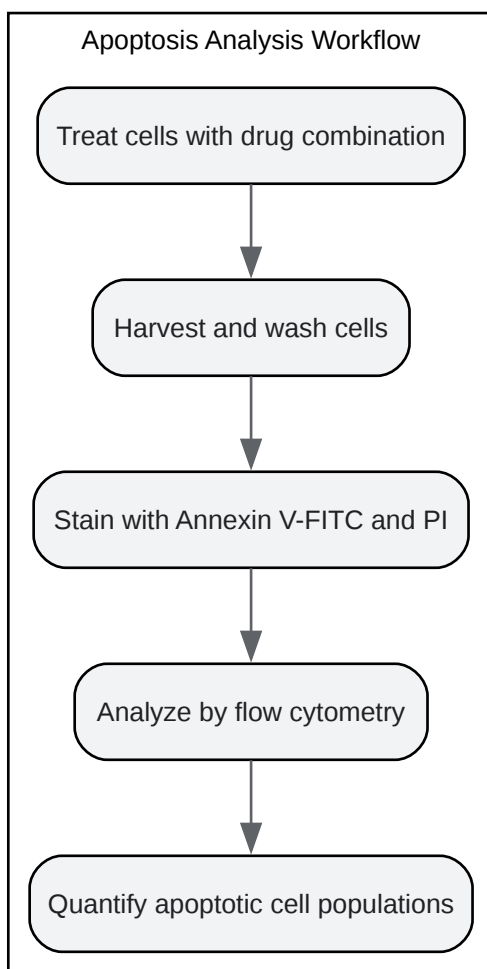 Apoptosis Analysis Workflow
Treat cells with drug combination
Harvest and wash cells
Stain with Annexin V-FITC and PI
Analyze by flow cytometry
Quantify apoptotic cell populations